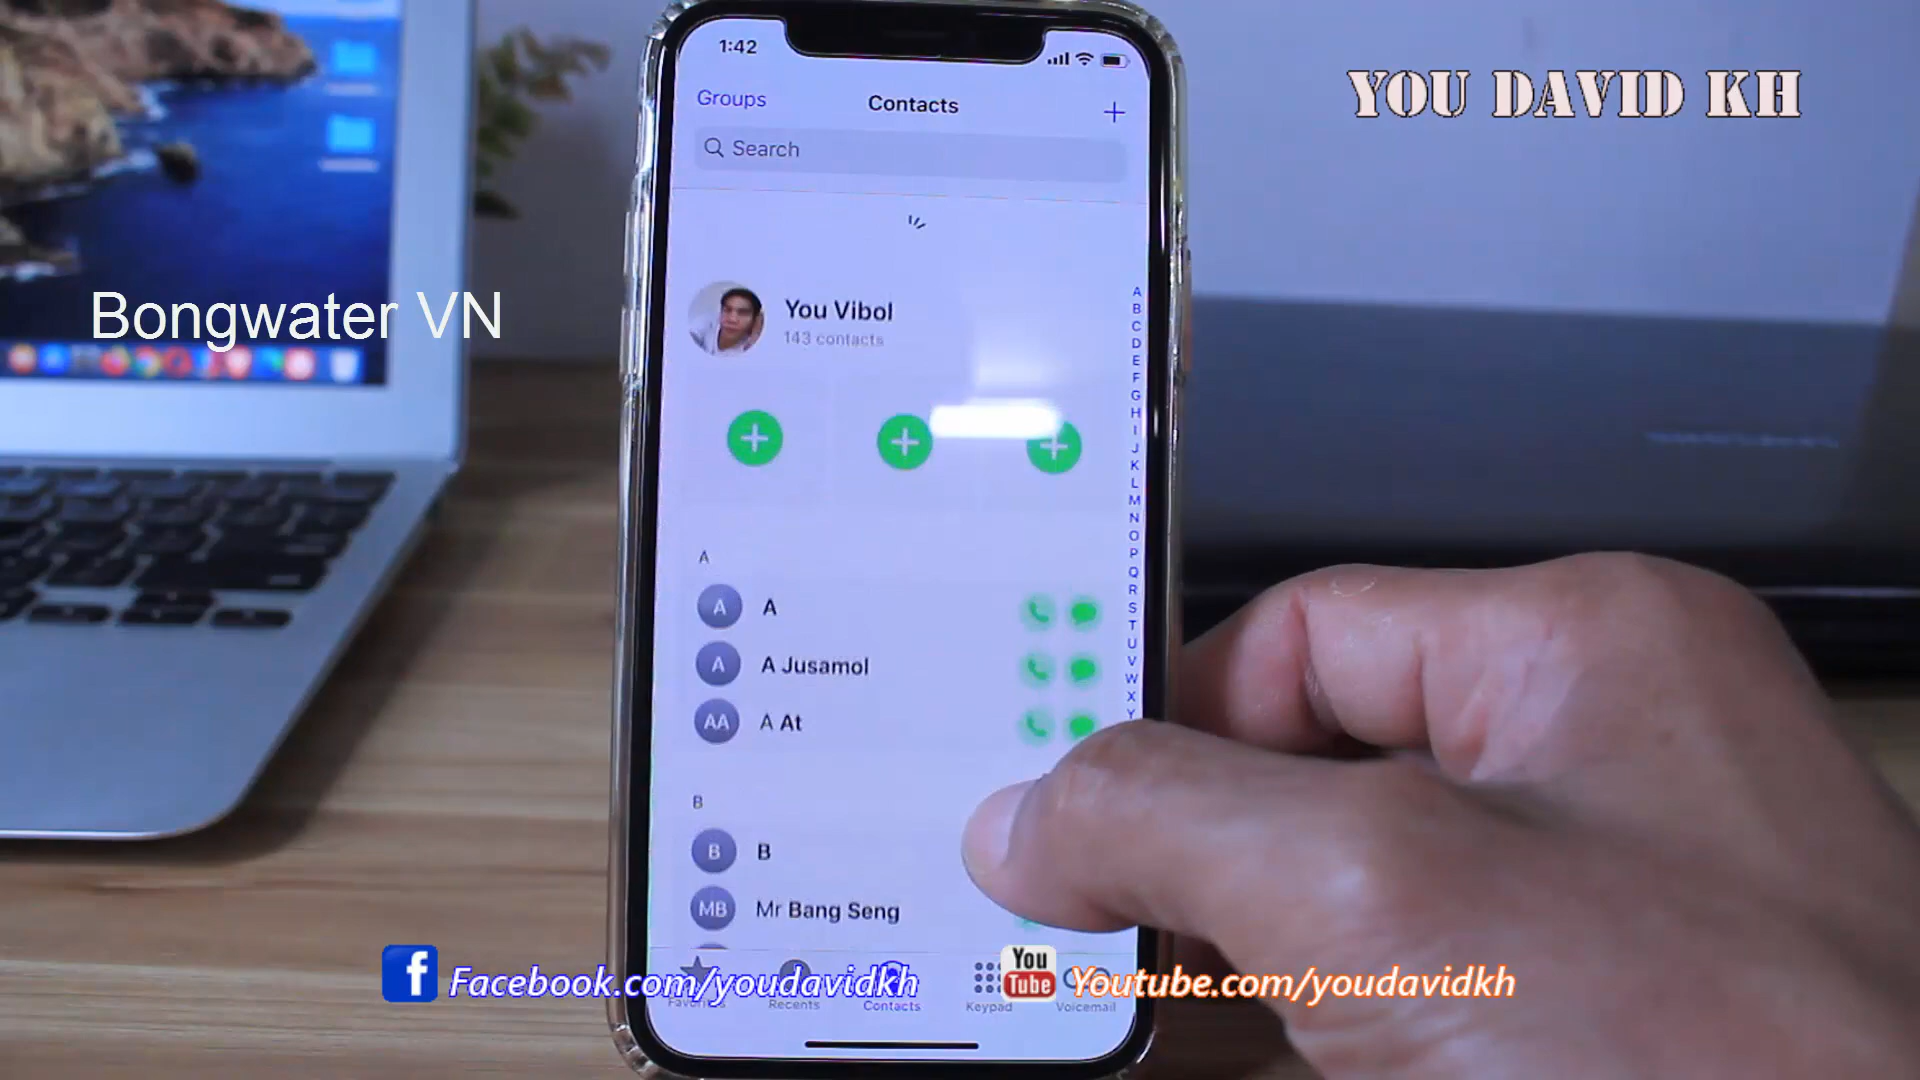 1:42
YOU DAVID KH
Groups
Contacts
Search
You Vibol
143 contacts
Bongwater VN
A
B
C
D
E
F
G
H
I
J
K
L
M
N
O
P
Q
R
S
T
U
V
W
X
Y
A
A A
A A Jusamol
AA A At
B
B B
MB Mr Bang Seng
f Facebook.com/youdavidkh
You Tube Youtube.com/youdavidkh
Recents
Contacts
Keypad
Voicemail